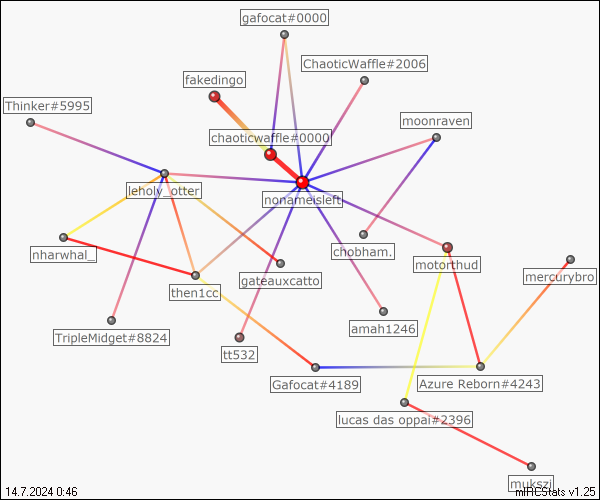 gafocat#0000
ChaoticWaffle#2006
fakedingo
Thinker#5995
moonraven
chaoticwaffle#0000
leholy_otter
nonameisleft
nharwhal_
chobham.
motorthud
gateauxcatto
mercurybro
then1cc
TripleMidget#8824
amah1246
tt532
Gafocat#4189
Azure Reborn#4243
lucas das oppai#2396
mukszi
14.7.2024 0:46
mIRCStats v1.25